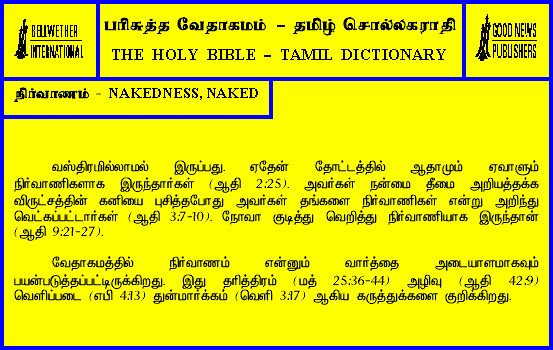 BELLWETHER
INTERNATIONAL
பரிசுத்த வேதாகமம் – தமிழ் சொல்லகராதி
THE HOLY BIBLE – TAMIL DICTIONARY
GOOD NEWS
PUBLISHERS
நிர்வாணம் - NAKEDNESS, NAKED
வஸ்திரமில்லாமல் இருப்பது. ஏதேன் தோட்டத்தில் ஆதாமும் ஏவாளும்
நிர்வாணிகளாக இருந்தார்கள் (ஆதி 2:25). அவர்கள் நன்மை தீமை அறியத்தக்க
விருட்சத்தின் கனியை புசித்தபோது அவர்கள் தங்களை நிர்வாணிகள் என்று அறிந்து
வெட்கப்பட்டார்கள் (ஆதி 3:7-10). நோவா குடித்து வெறித்து நிர்வாணியாக இருந்தான்
(ஆதி 9:21-27).
வேதாகமத்தில் நிர்வாணம் என்னும் வார்த்தை அடையாளமாகவும்
பயன்படுத்தப்பட்டிருக்கிறது. இது தரித்திரம் (மத் 25:36-44) அழிவு (ஆதி 42:9)
வெளிப்படை (எபி 4:13) துன்மார்க்கம் (வெளி 3:17) ஆகிய கருத்துக்களை குறிக்கிறது.